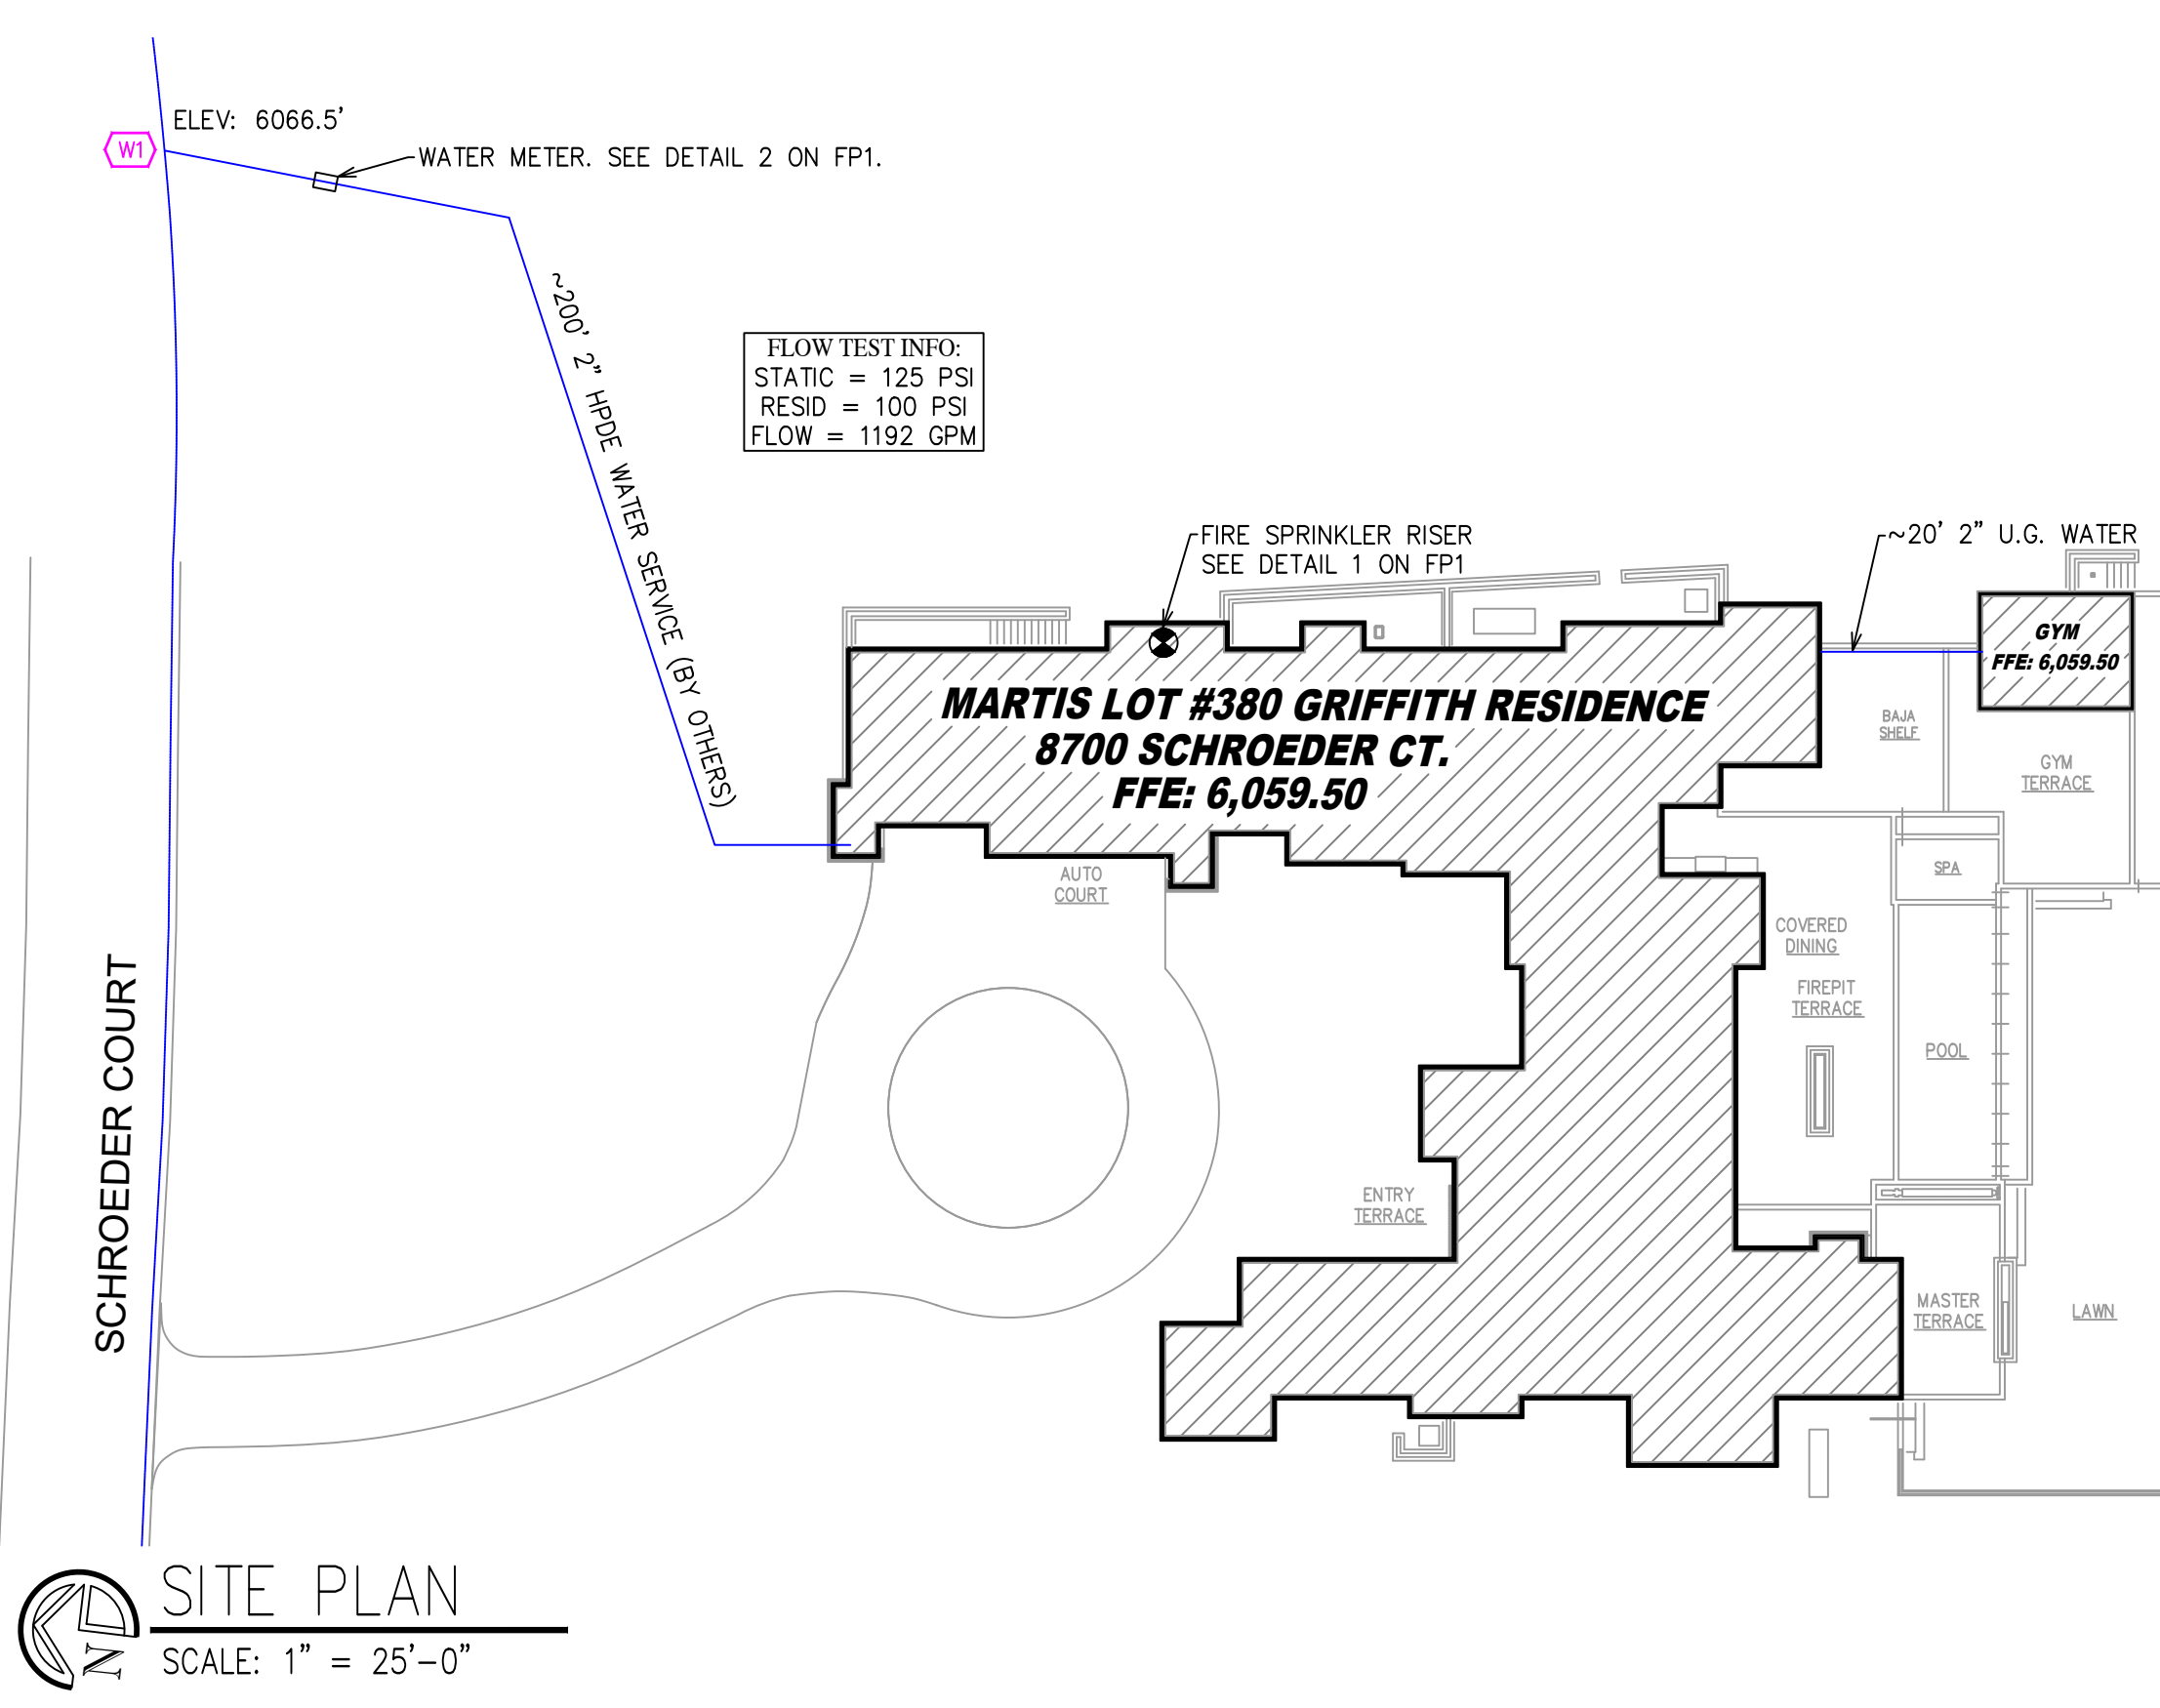 ELEV: 6066.5'
W1
WATER METER. SEE DETAIL 2 ON FP1.
~200' 2" HPDE WATER SERVICE (BY OTHERS)
FLOW TEST INFO:
STATIC = 125 PSI
RESID = 100 PSI
FLOW = 1192 GPM
FIRE SPRINKLER RISER
SEE DETAIL 1 ON FP1
~20' 2" U.G. WATER
GYM
FFE: 6,059.50
MARTIS LOT #380 GRIFFITH RESIDENCE
8700 SCHROEDER CT.
FFE: 6,059.50
BAJA
SHELF
GYM
TERRACE
AUTO
COURT
SPA
COVERED
DINING
FIREPIT
TERRACE
POOL
SCHROEDER COURT
ENTRY
TERRACE
MASTER
TERRACE
LAWN
N
SITE PLAN
SCALE: 1" = 25'-0"